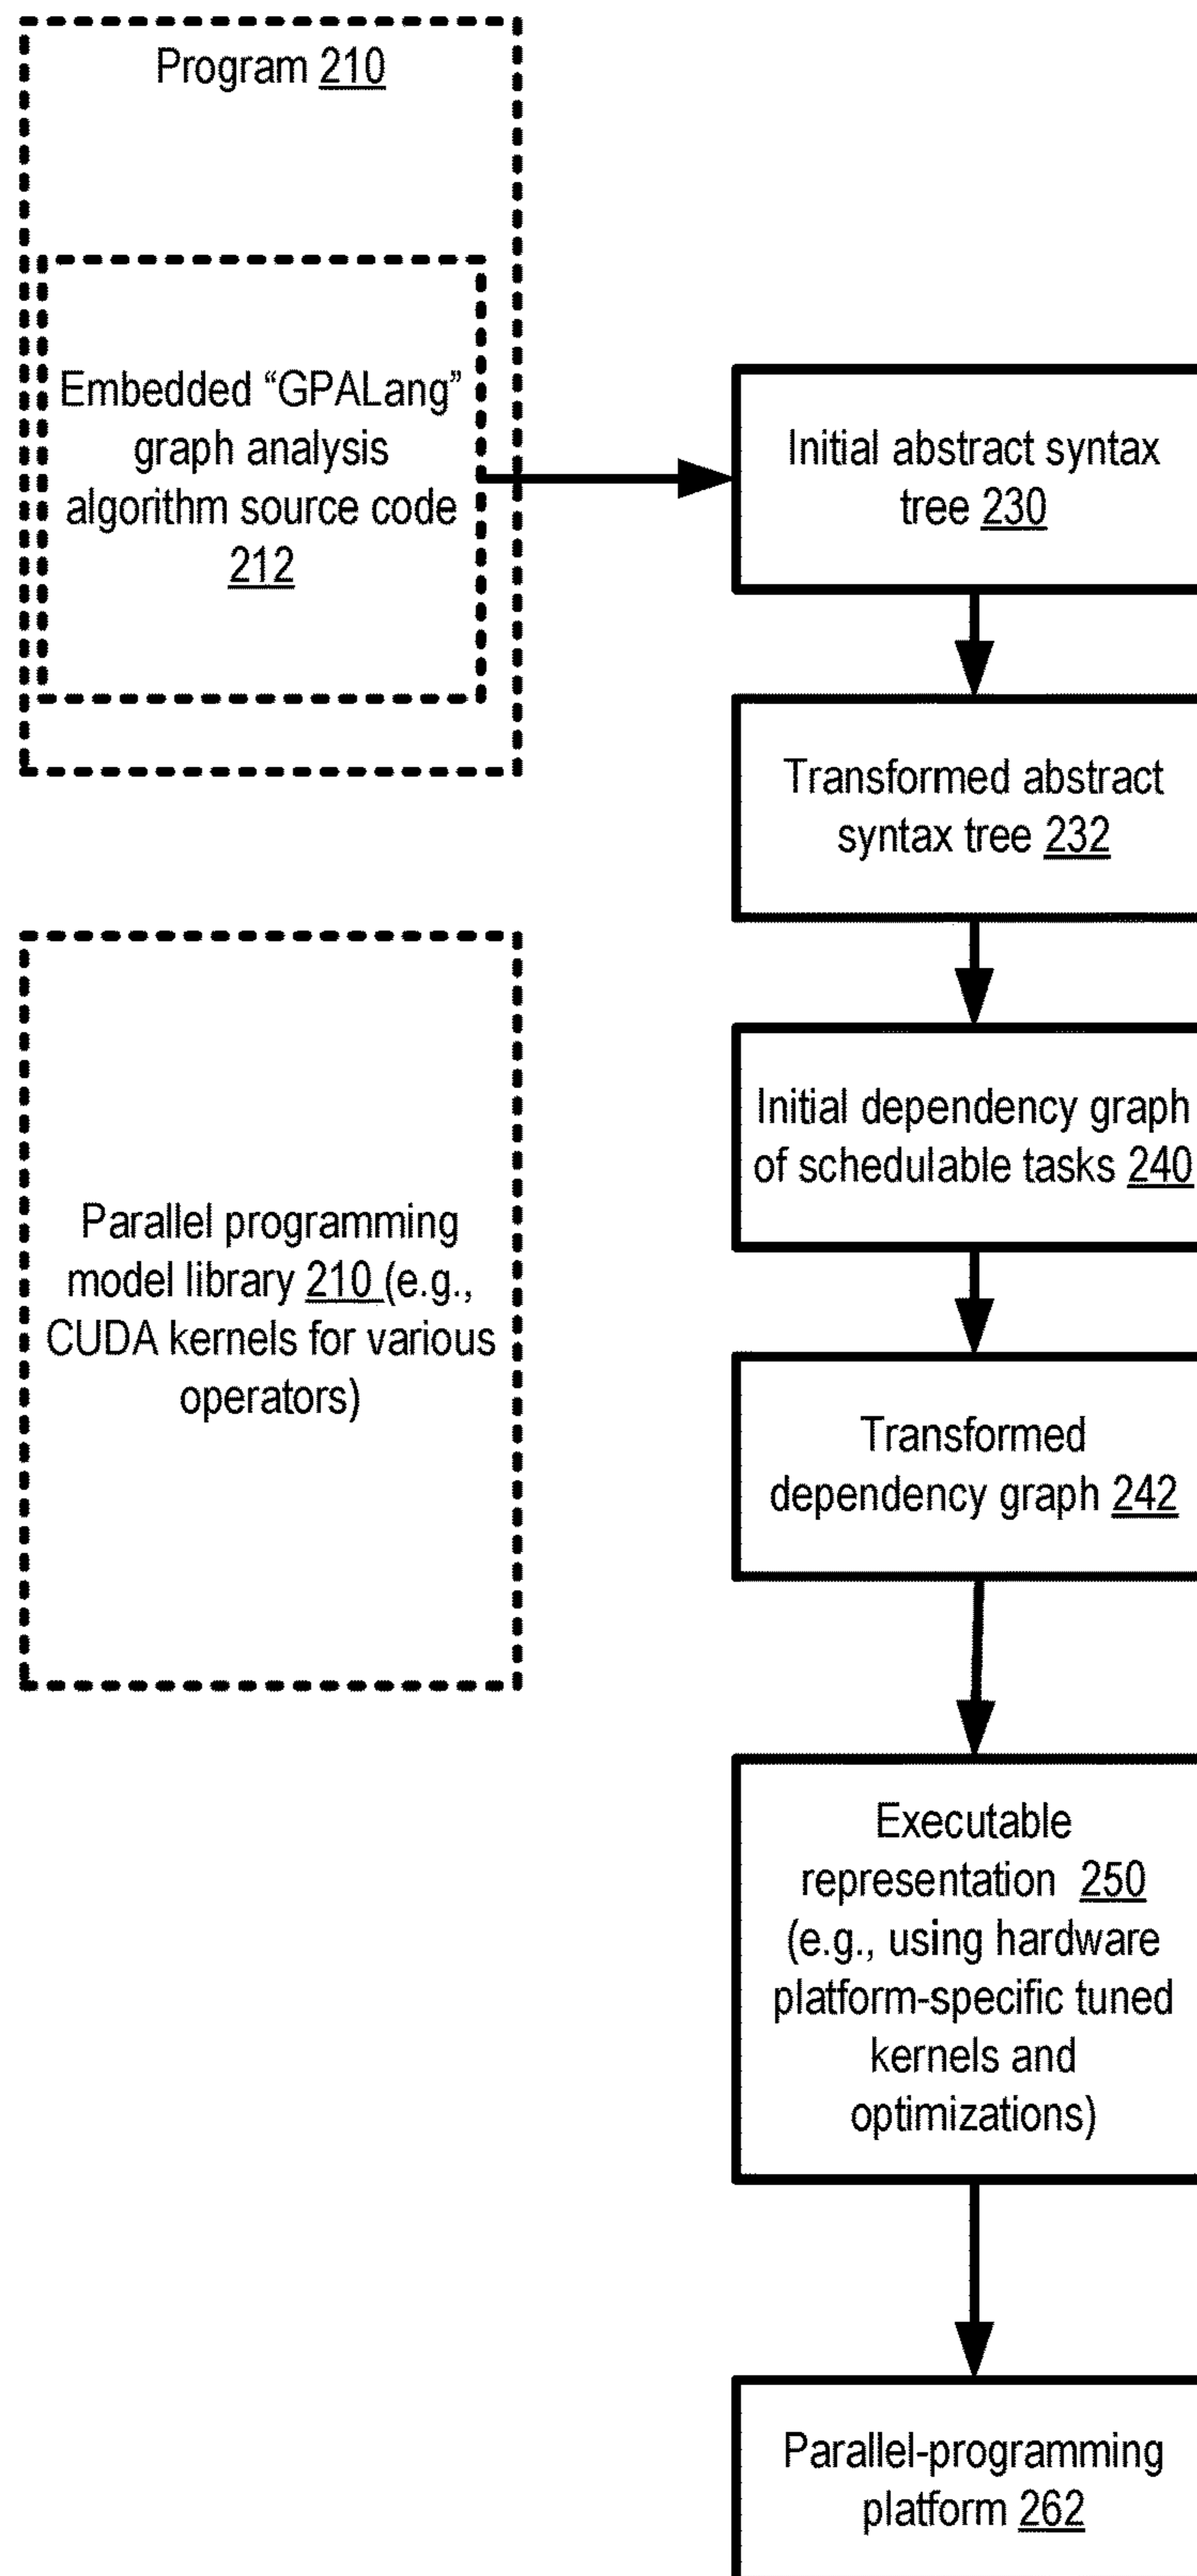 Program 210
Embedded “GPALang”
graph analysis
algorithm source code
212
Initial abstract syntax
tree 230
Transformed abstract
syntax tree 232
Parallel programming
model library 210 (e.g.,
CUDA kernels for various
operators)
Initial dependency graph
of schedulable tasks 240
Transformed
dependency graph 242
Executable
representation 250
(e.g., using hardware
platform-specific tuned
kernels and
optimizations)
Parallel-programming
platform 262